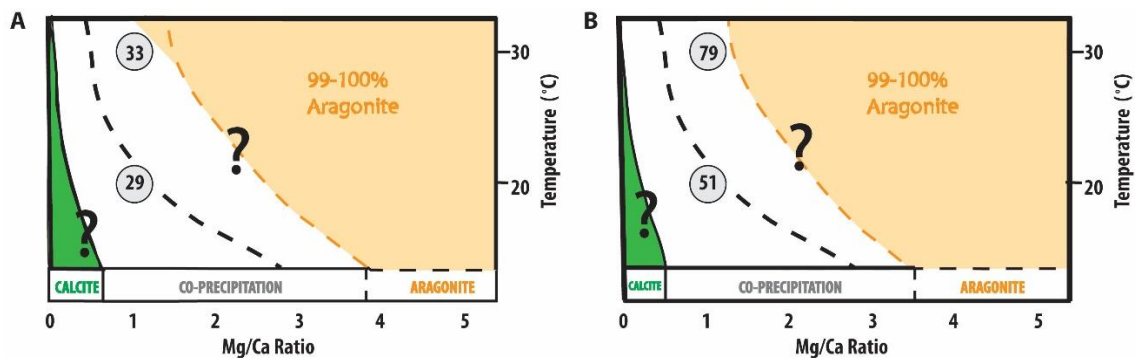 A
33
29
99-100%
Aragonite
?
?
30
20
Temperature (°C)
CALCITE
CO-PRECIPITATION
ARAGONITE
0 1 2 3 4 5
Mg/Ca Ratio
B
79
51
99-100%
Aragonite
?
?
30
20
Temperature (°C)
CALCITE
CO-PRECIPITATION
ARAGONITE
0 1 2 3 4 5
Mg/Ca Ratio